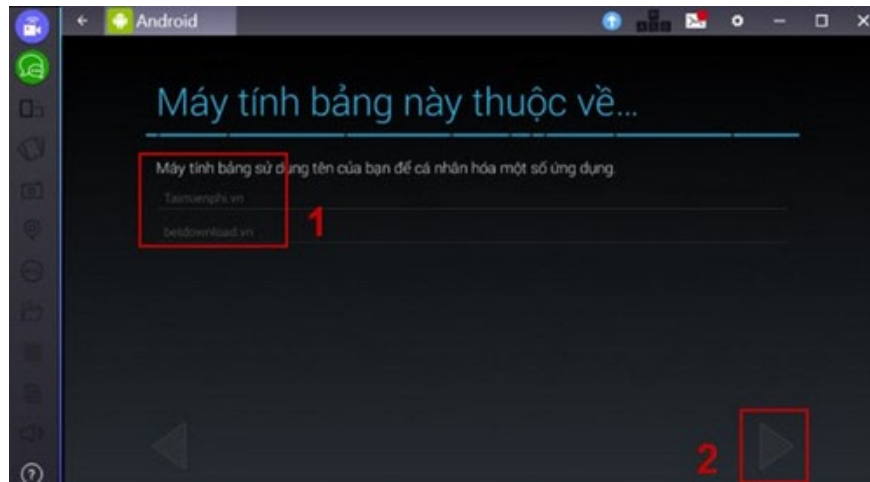 Android
Máy tính bảng này thuộc về...
Máy tính bảng sử dụng tên của bạn để cá nhân hóa một số ứng dụng.
Taimienphi.vn
1
betdownload.vn
2